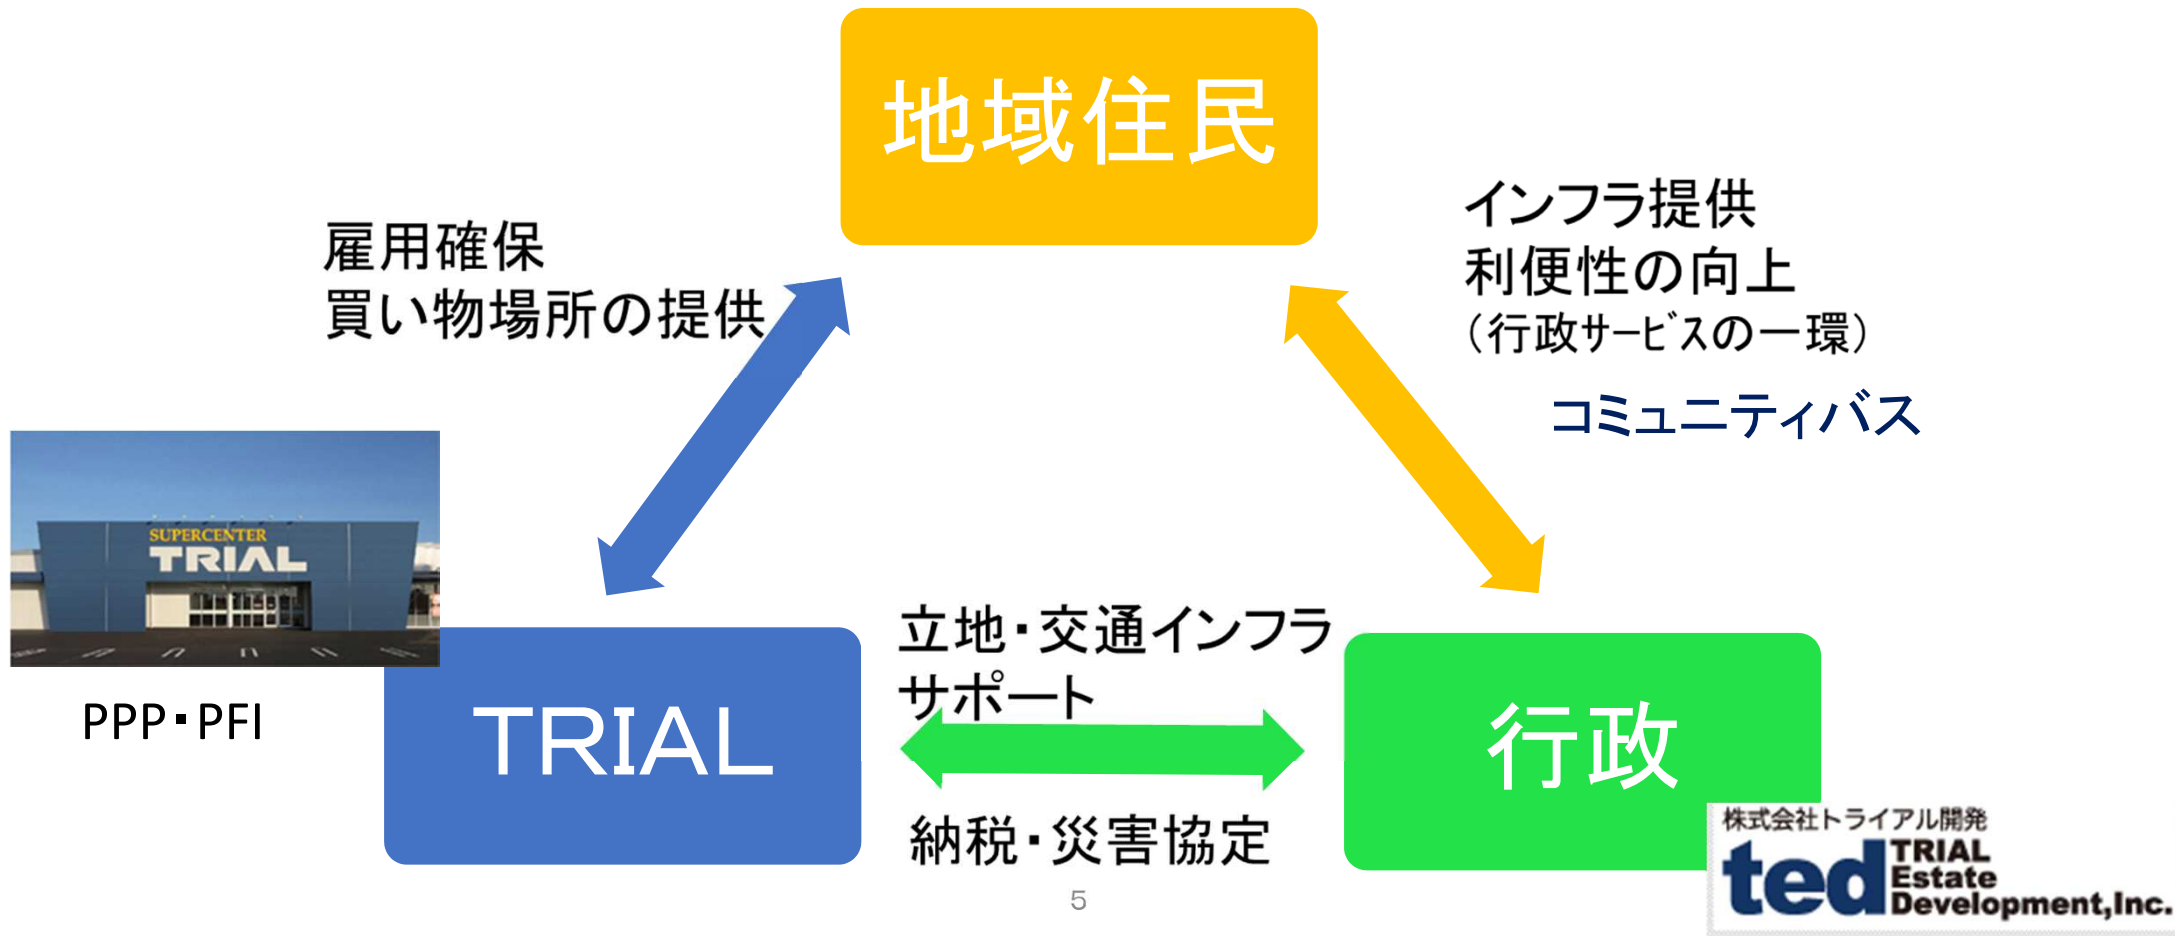 地域住民
雇用確保
買い物場所の提供
インフラ提供
利便性の向上
（行政ｻｰﾋﾞｽの一環）
コミュニティバス
SUPERCENTER
TRIAL
PPP・PFI
TRIAL
立地・交通インフラ
サポート
納税・災害協定
行政
株式会社トライアル開発
ted
TRIAL
Estate
Development,Inc.
5